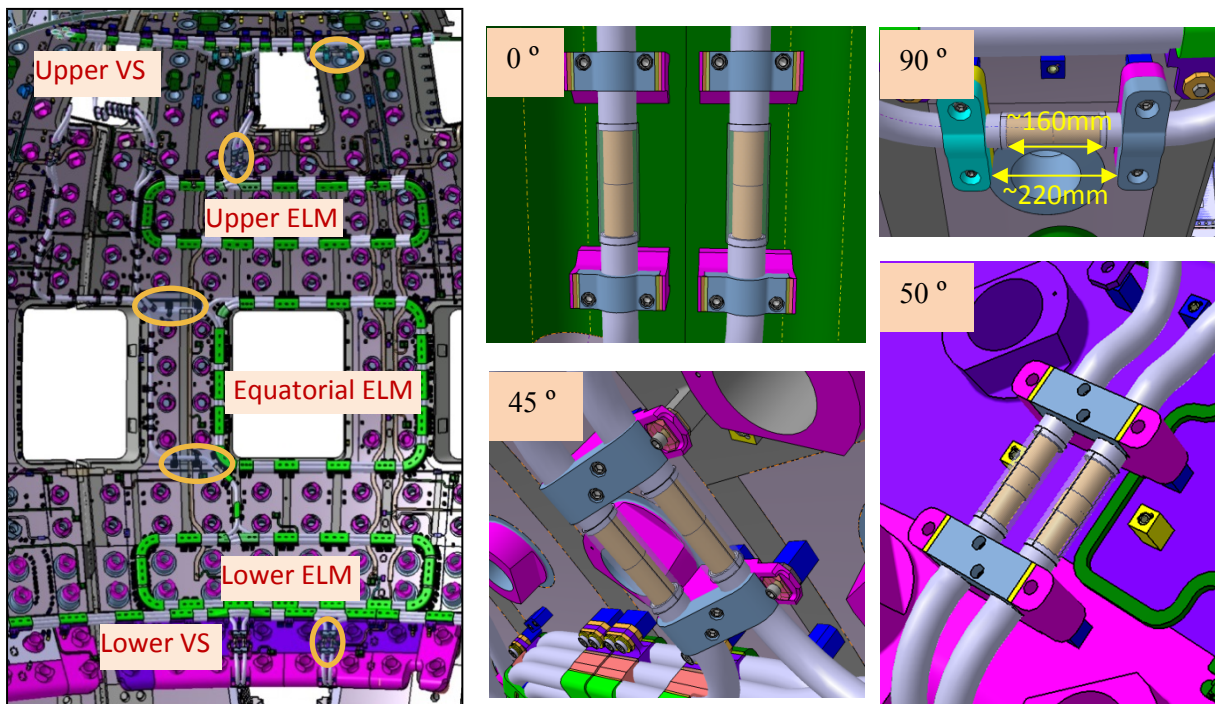 Upper VS
Upper ELM
Equatorial ELM
Lower ELM
Lower VS
0 º
90 º
~160mm
~220mm
45 º
50 º